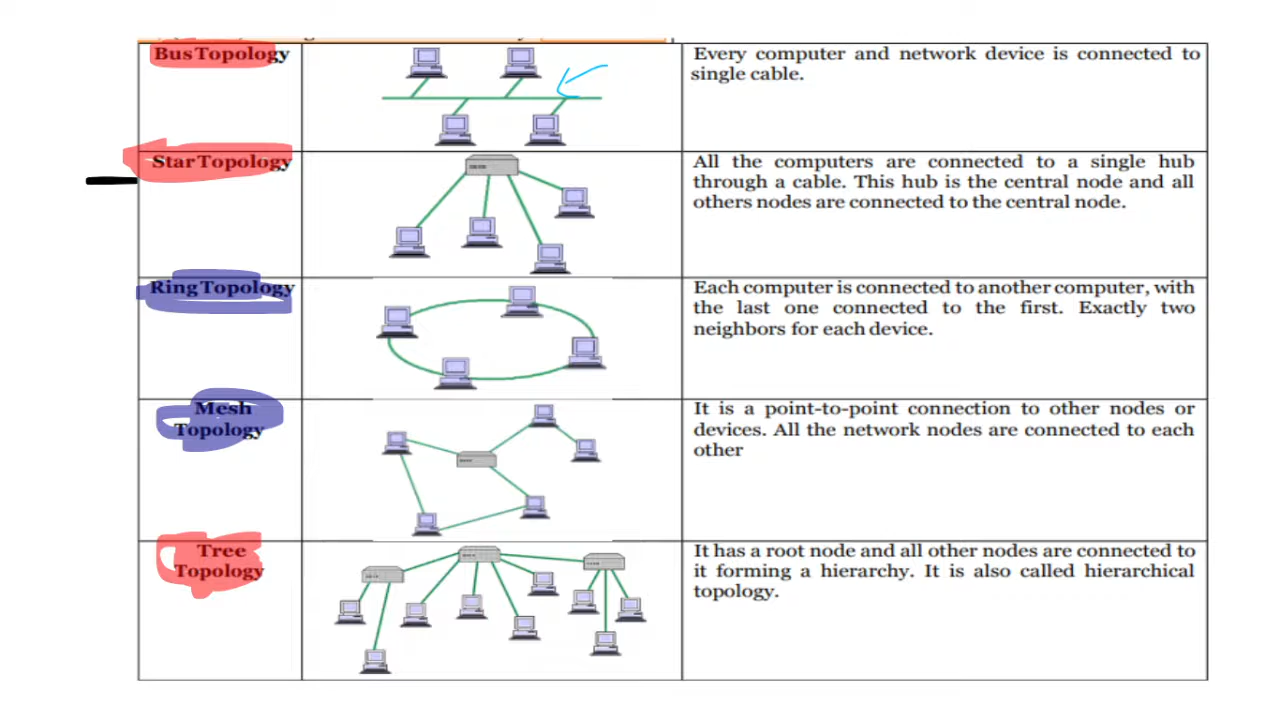 Bus Topology
Every computer and network device is connected to
single cable.
Star Topology
All the computers are connected to a single hub
through a cable. This hub is the central node and all
others nodes are connected to the central node.
Ring Topology
Each computer is connected to another computer, with
the last one connected to the first. Exactly two
neighbors for each device.
Mesh
Topology
It is a point-to-point connection to other nodes or
devices. All the network nodes are connected to each
other
Tree
Topology
It has a root node and all other nodes are connected to
it forming a hierarchy. It is also called hierarchical
topology.